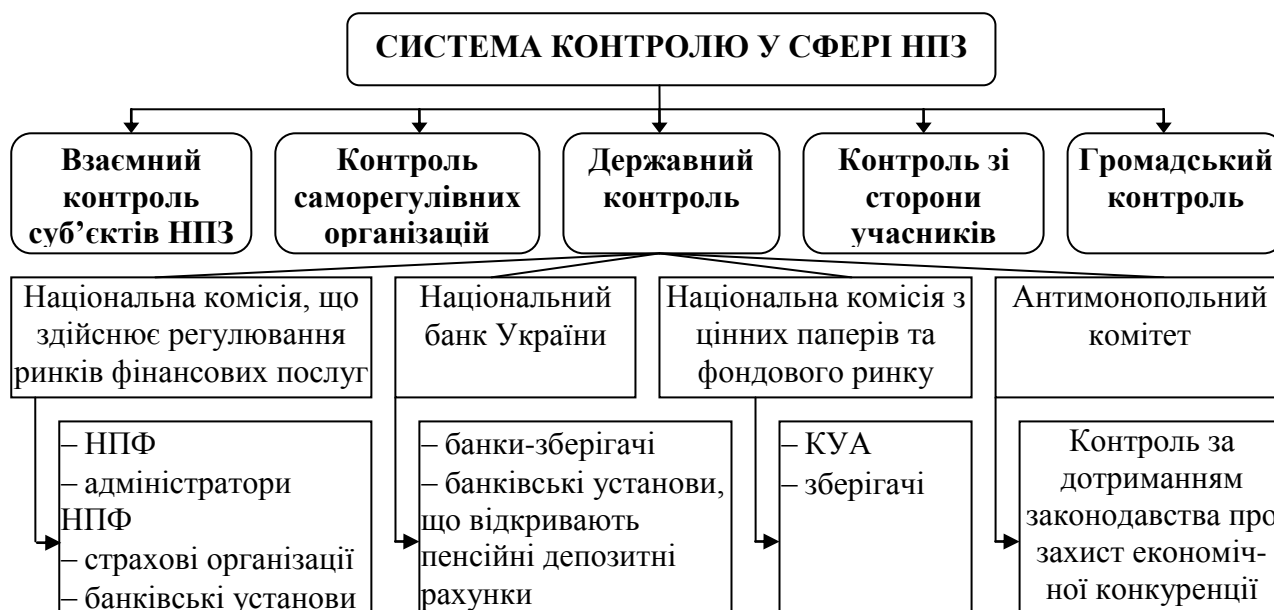 СИСТЕМА КОНТРОЛЮ У СФЕРІ НПЗ
Взаємний
контроль
суб’єктів НПЗ
Контроль
саморегулівних
організацій
Державний
контроль
Контроль зі
сторони
учасників
Громадський
контроль
Національна комісія, що
здійснює регулювання
ринків фінансових послуг
Національний
банк України
Національна комісія з
цінних паперів та
фондового ринку
Антимонопольний
комітет
– НПФ
– адміністратори
НПФ
– страхові організації
– банківські установи
– банки-зберігачі
– банківські установи,
що відкривають
пенсійні депозитні
рахунки
– КУА
– зберігачі
Контроль за
дотриманням
законодавства про
захист економіч-
ної конкуренції